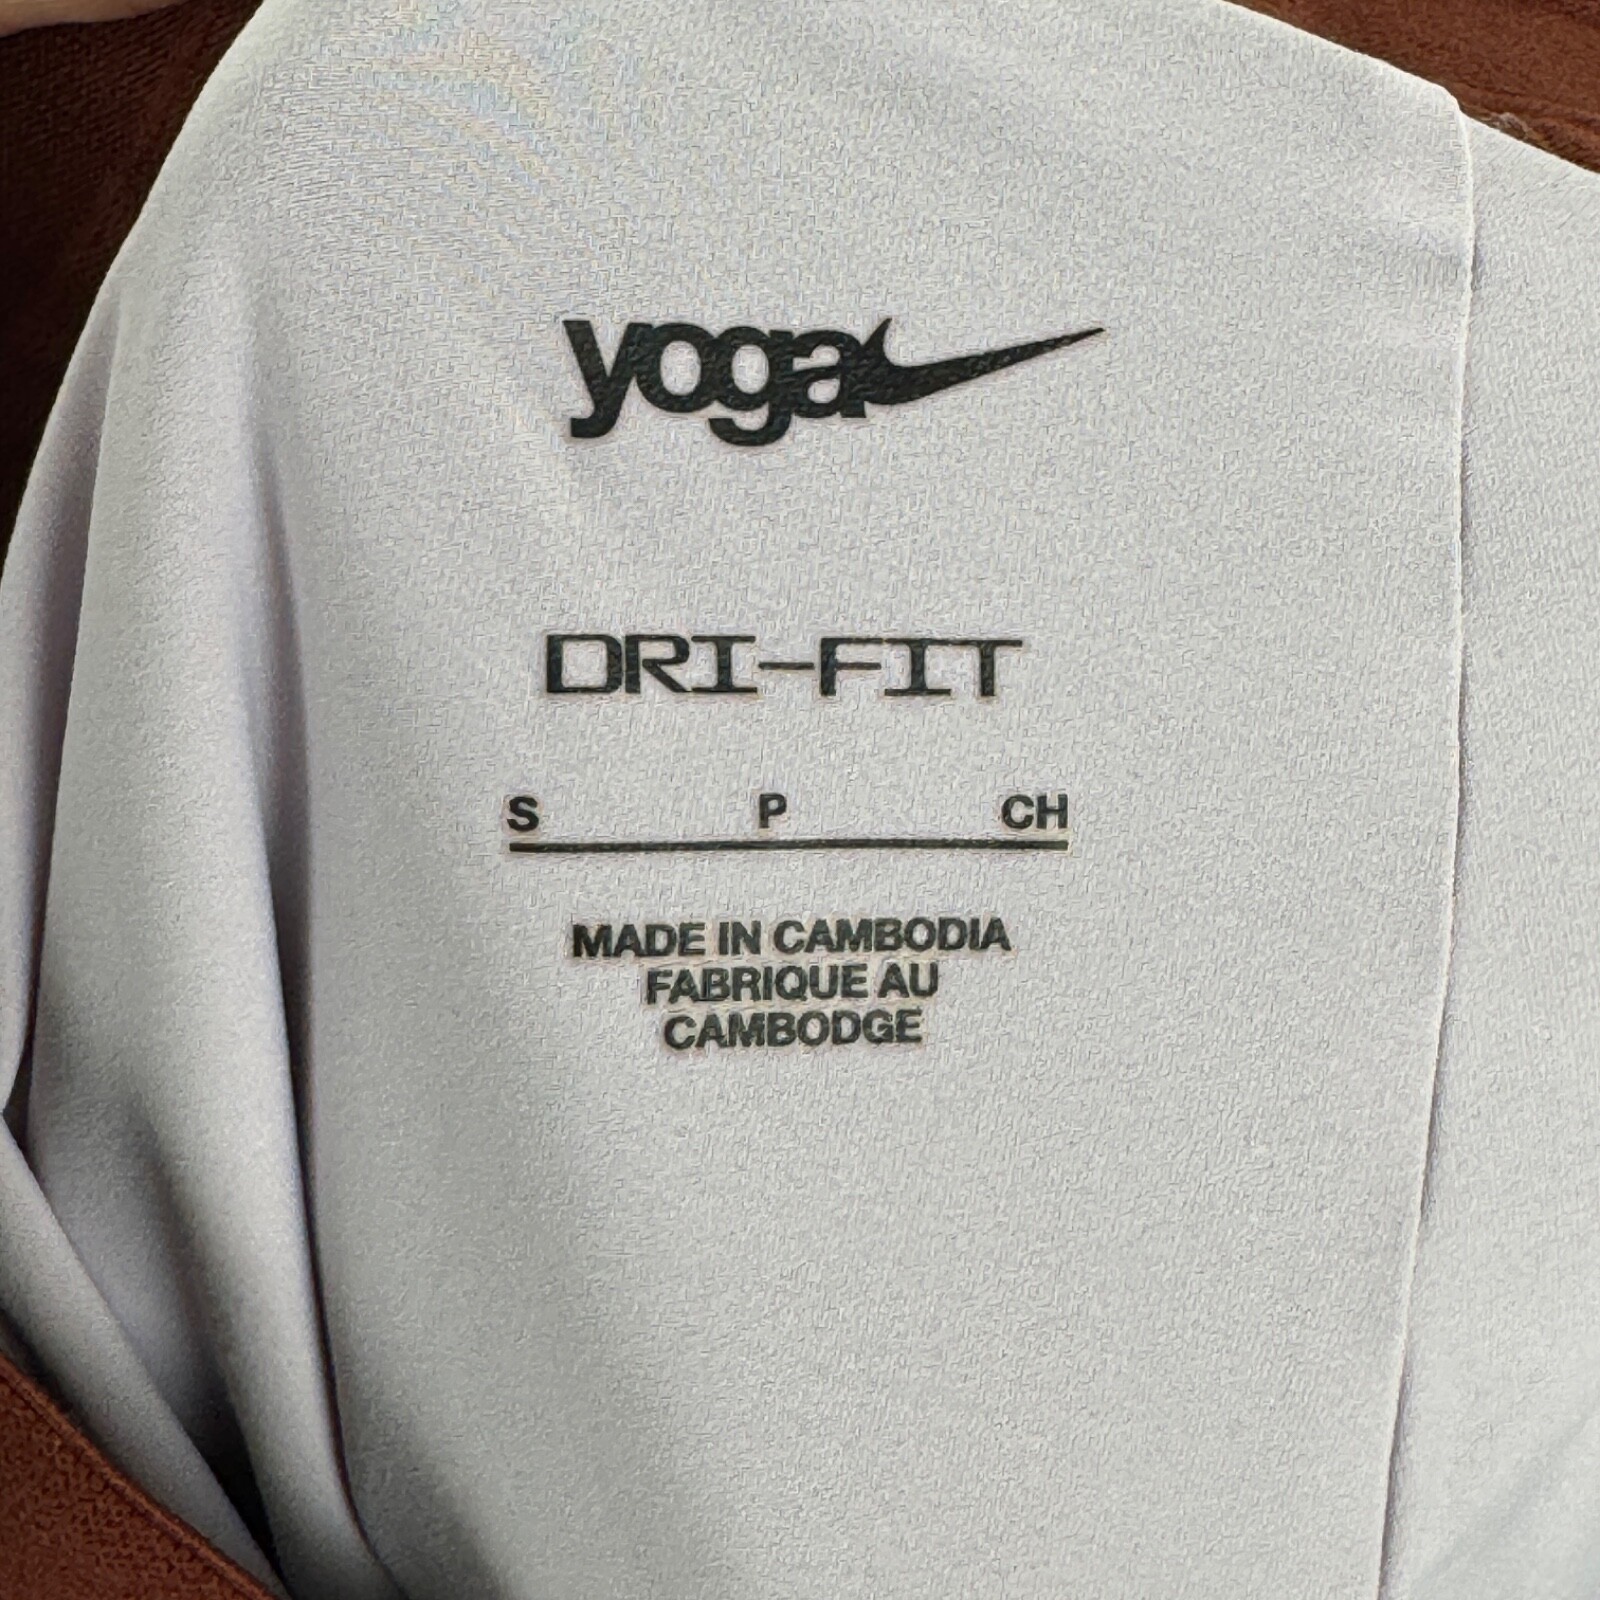 yoga
DRI-FIT
S P CH
MADE IN CAMBODIA
FABRIQUE AU
CAMBODGE